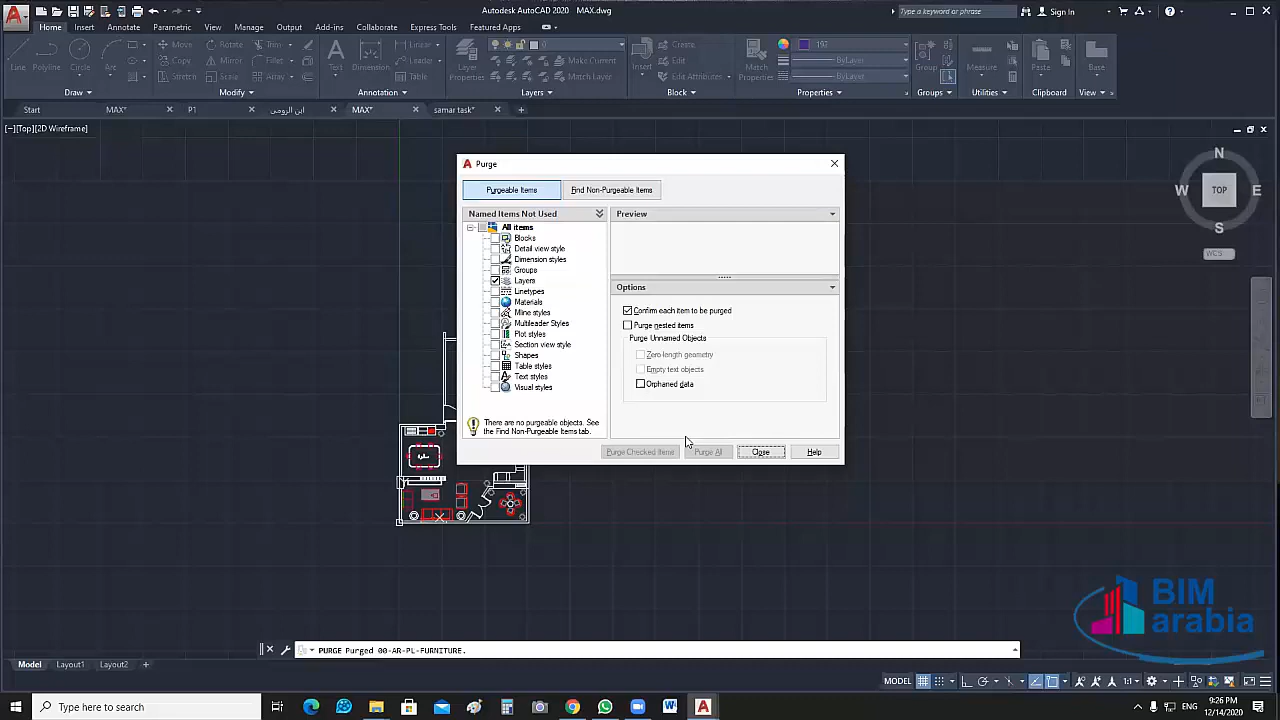 Autodesk AutoCAD 2020 MAX.dwg
Type a keyword or phrase
Sign In
Home Insert Annotate Parametric View Manage Output Add-ins Collaborate Express Tools Featured Apps
Line Polyline Circle Arc
Move Rotate Trim
Copy Mirror Fillet
Stretch Scale Array
Text Dimension
Linear
Leader
Table
Layer Properties
0
Make Current
Match Layer
Insert
Create
Edit
Edit Attributes
Match Properties
192
ByLayer
ByLayer
Group
Measure
Paste
Base
Draw Modify Annotation Layers Block Properties Groups Utilities Clipboard View
Start MAX* P1 ابن الرومى MAX* samar task*
[−][Top][2D Wireframe]
N
W TOP E
S
WCS
Purge
Purgeable Items Find Non-Purgeable Items
Named Items Not Used
All items
Blocks
Detail view style
Dimension styles
Groups
Layers
Linetypes
Materials
Mline styles
Multileader Styles
Plot styles
Section view style
Shapes
Table styles
Text styles
Visual styles
There are no purgeable objects. See
the Find Non-Purgeable Items tab.
Preview
Options
Confirm each item to be purged
Purge nested items
Purge Unnamed Objects
Zero length geometry
Empty text objects
Orphaned data
Purge Checked Items Purge All Close Help
BIM
arabia
PURGE Purged 00-AR-PL-FURNITURE.
Model Layout1 Layout2 +
MODEL
1:1
Type here to search
9:26 PM
12/14/2020